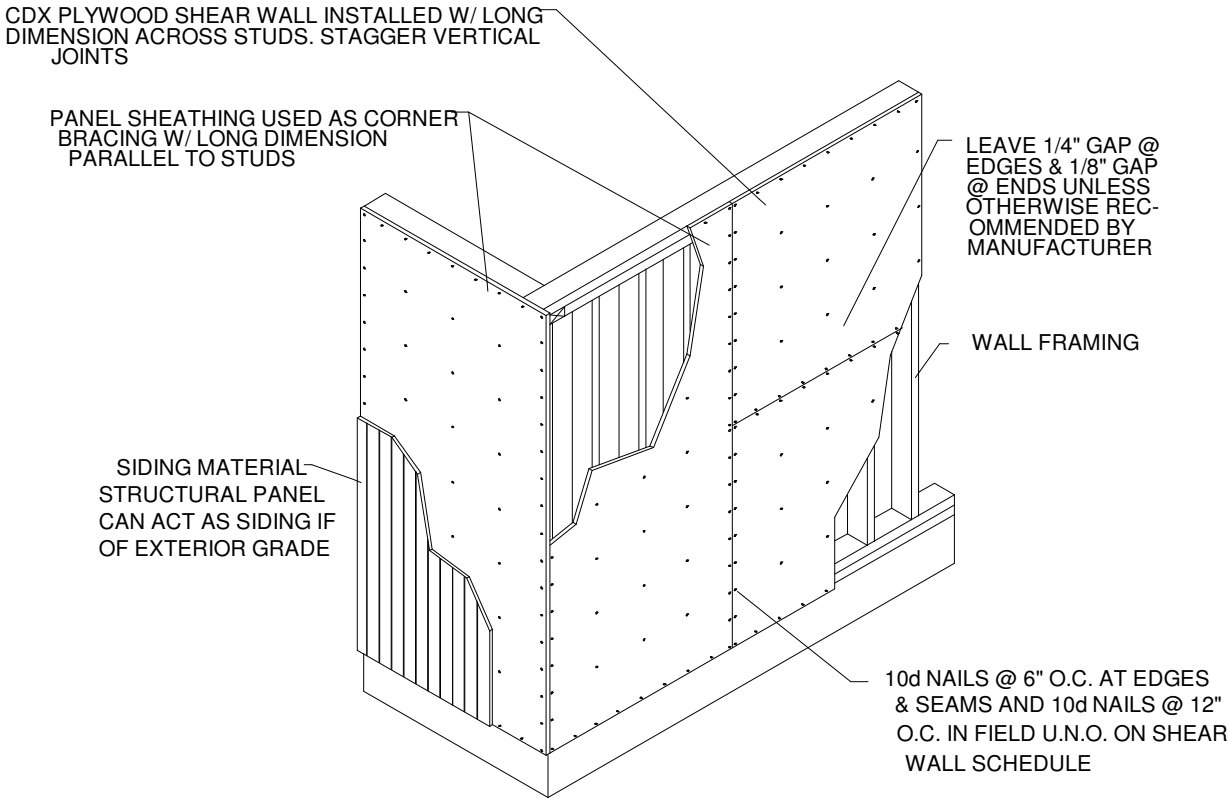 CDX PLYWOOD SHEAR WALL INSTALLED W/ LONG
DIMENSION ACROSS STUDS. STAGGER VERTICAL
JOINTS
PANEL SHEATHING USED AS CORNER
BRACING W/ LONG DIMENSION
PARALLEL TO STUDS
LEAVE 1/4" GAP @
EDGES & 1/8" GAP
@ ENDS UNLESS
OTHERWISE REC-
OMMENDED BY
MANUFACTURER
WALL FRAMING
SIDING MATERIAL
STRUCTURAL PANEL
CAN ACT AS SIDING IF
OF EXTERIOR GRADE
10d NAILS @ 6" O.C. AT EDGES
& SEAMS AND 10d NAILS @ 12"
O.C. IN FIELD U.N.O. ON SHEAR
WALL SCHEDULE